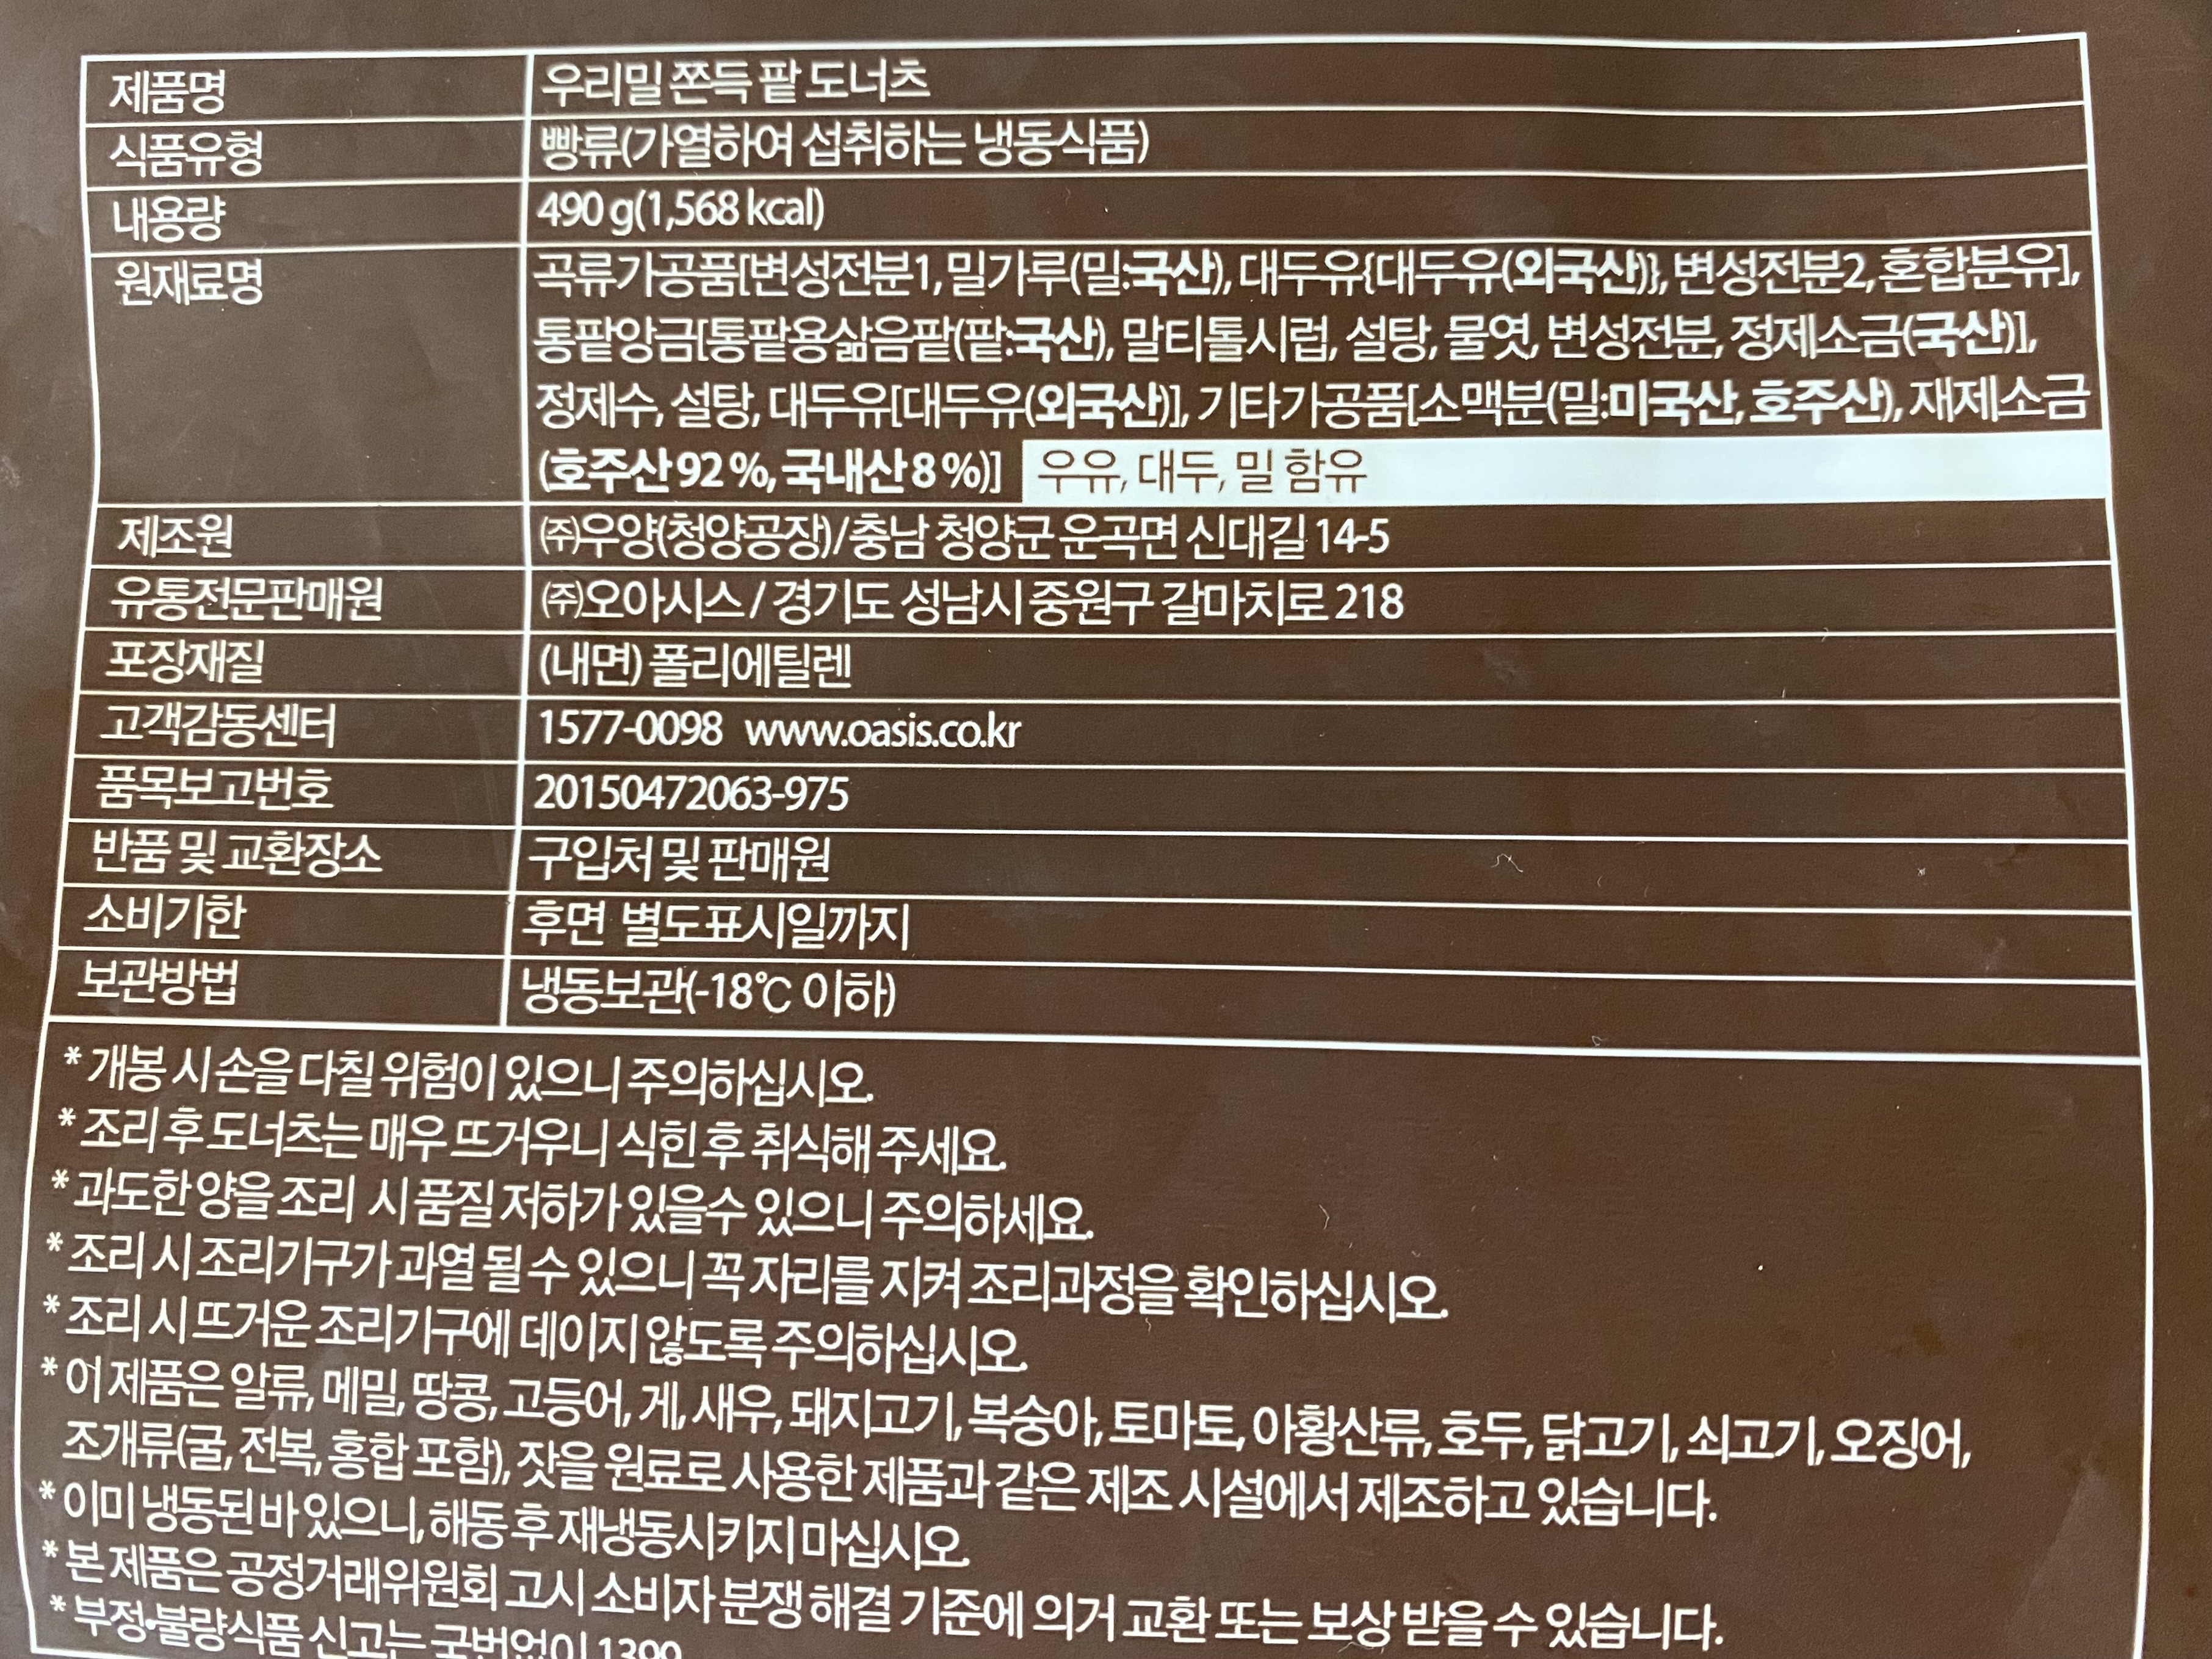 제품명 우리밀 쫀득 팥 도너츠
식품유형 빵류(가열하여 섭취하는 냉동식품)
내용량 490 g(1,568 kcal)
원재료명 곡류가공품[변성전분1, 밀가루(밀:국산), 대두유{대두유(외국산)}, 변성전분2, 혼합분유],
통팥앙금[통팥용삶음팥(팥:국산), 말티톨시럽, 설탕, 물엿, 변성전분, 정제소금(국산)],
정제수, 설탕, 대두유[대두유(외국산)], 기타가공품[소맥분(밀:미국산, 호주산), 재제소금
(호주산 92 %, 국내산 8 %)] 우유, 대두, 밀 함유
제조원 ㈜우양(청양공장)/충남 청양군 운곡면 신대길 14-5
유통전문판매원 ㈜오아시스 / 경기도 성남시 중원구 갈마치로 218
포장재질 (내면) 폴리에틸렌
고객감동센터 1577-0098 www.oasis.co.kr
품목보고번호 20150472063-975
반품 및 교환장소 구입처 및 판매원
소비기한 후면 별도표시일까지
보관방법 냉동보관(-18℃ 이하)
* 개봉 시 손을 다칠 위험이 있으니 주의하십시오.
* 조리 후 도너츠는 매우 뜨거우니 식힌 후 취식해 주세요.
* 과도한 양을 조리 시 품질 저하가 있을수 있으니 주의하세요.
* 조리 시 조리기구가 과열 될 수 있으니 꼭 자리를 지켜 조리과정을 확인하십시오.
* 조리 시 뜨거운 조리기구에 데이지 않도록 주의하십시오.
* 이 제품은 알류, 메밀, 땅콩, 고등어, 게, 새우, 돼지고기, 복숭아, 토마토, 아황산류, 호두, 닭고기, 쇠고기, 오징어,
조개류(굴, 전복, 홍합 포함), 잣을 원료로 사용한 제품과 같은 제조 시설에서 제조하고 있습니다.
* 이미 냉동된 바 있으니, 해동 후 재냉동시키지 마십시오.
* 본 제품은 공정거래위원회 고시 소비자 분쟁 해결 기준에 의거 교환 또는 보상 받을 수 있습니다.
* 부정•불량식품 신고는 국번없이 1399